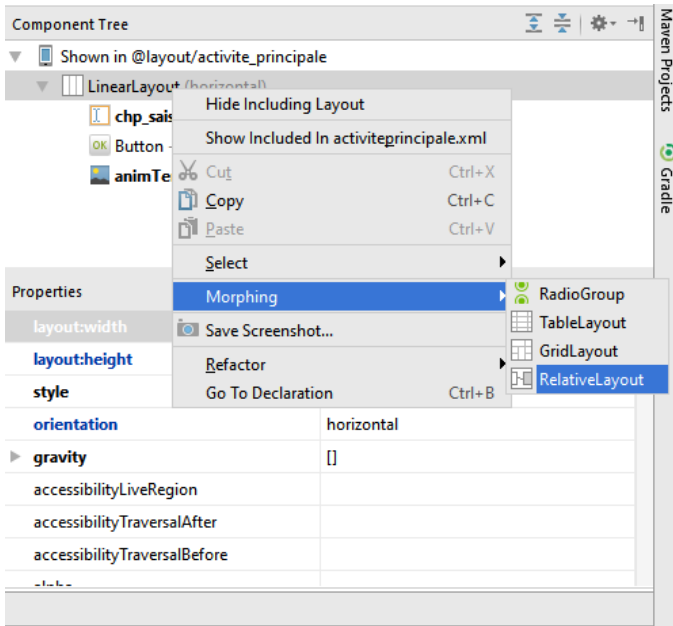 Component Tree
Shown in @layout/activite_principale
LinearLayout (horizontal)
chp_sais
Button -
animTe
Hide Including Layout
Show Included In activiteprincipale.xml
Cut Ctrl+X
Copy Ctrl+C
Paste Ctrl+V
Select
Morphing
Save Screenshot...
Refactor
Go To Declaration Ctrl+B
RadioGroup
TableLayout
GridLayout
RelativeLayout
Properties
layout:width
layout:height
style
orientation horizontal
gravity []
accessibilityLiveRegion
accessibilityTraversalAfter
accessibilityTraversalBefore
Maven Projects
Gradle